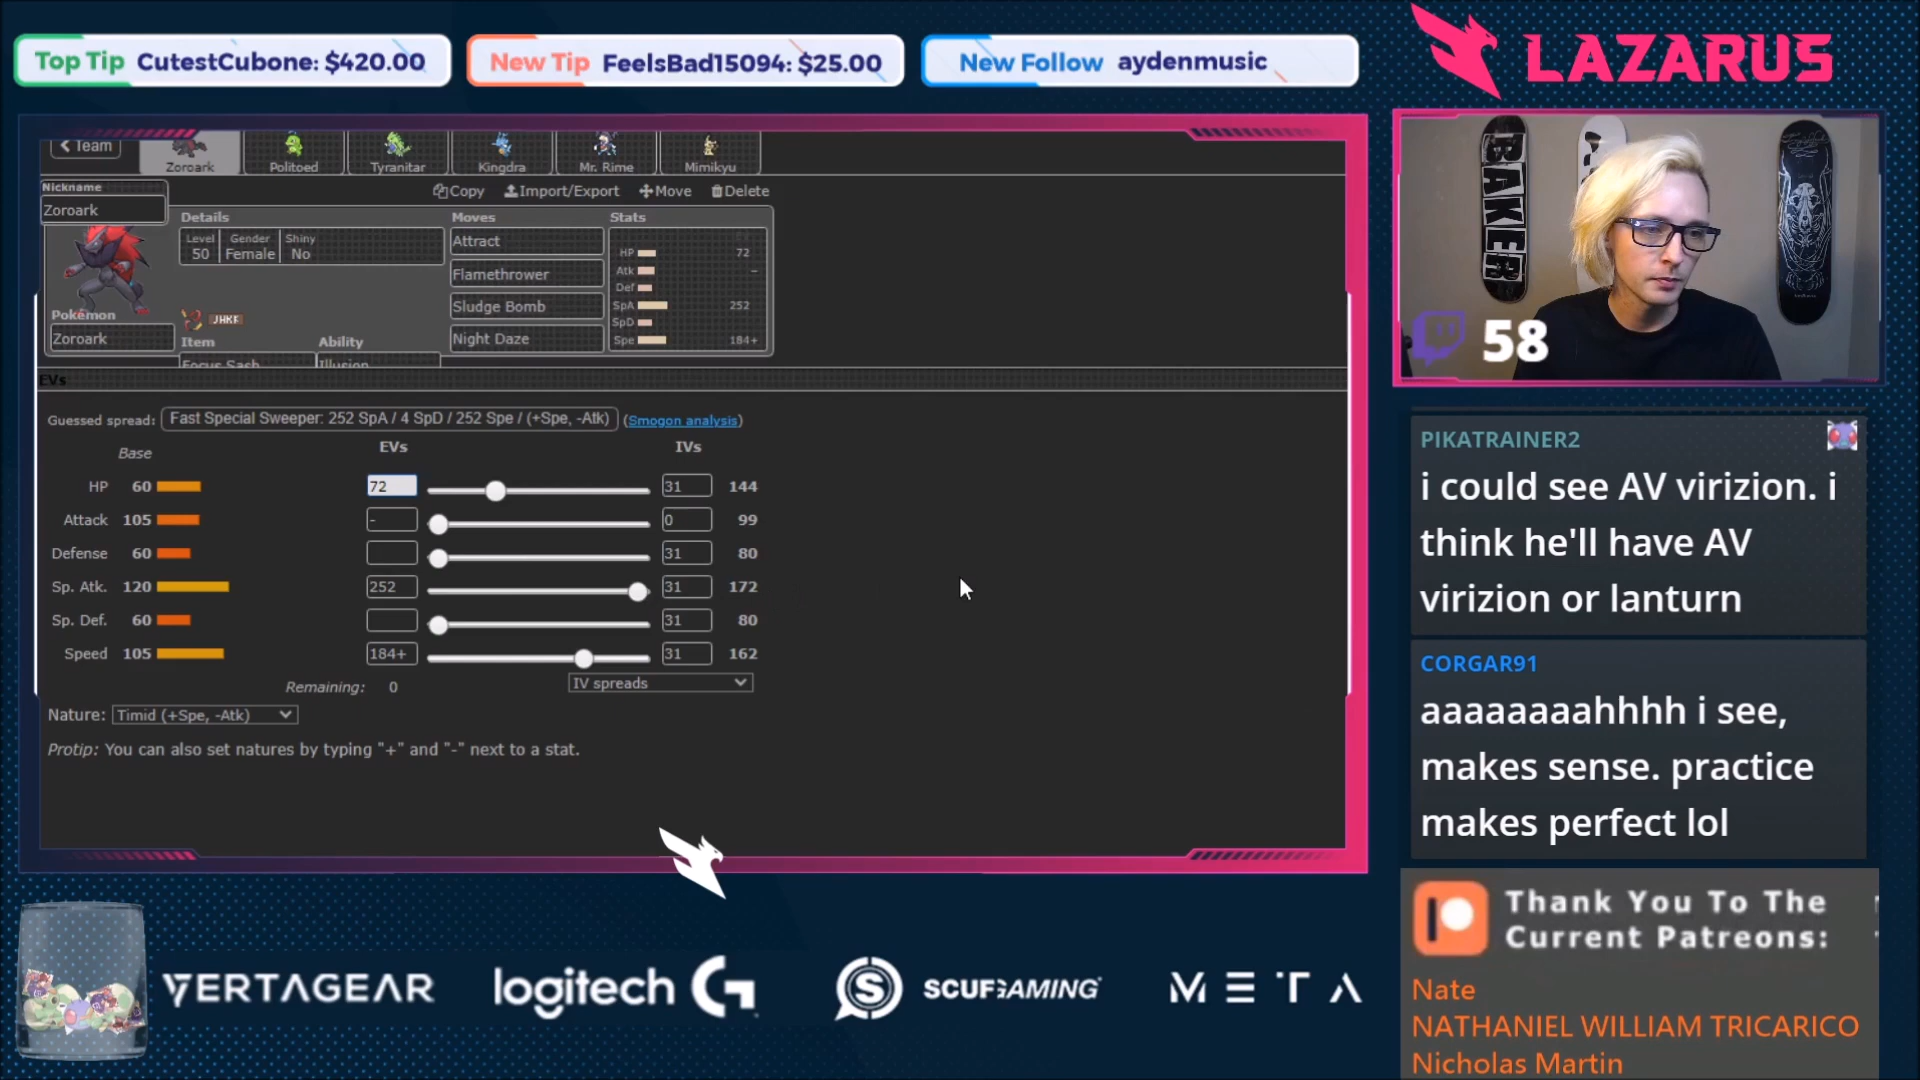 Top Tip CutestCubone: $420.00
New Tip FeelsBad15094: $25.00
New Follow aydenmusic
LAZARUS
Team
Zoroark
Politoed
Tyranitar
Kingdra
Mr. Rime
Mimikyu
Copy Import/Export Move Delete
Nickname
Zoroark
Details
Level 50
Gender Female
Shiny No
Pokémon
Zoroark
Item
Focus Sash
Ability
Illusion
Moves
Attract
Flamethrower
Sludge Bomb
Night Daze
Stats
HP 72
Atk –
Def
SpA 252
SpD
Spe 184+
EVs
Guessed spread: Fast Special Sweeper: 252 SpA / 4 SpD / 252 Spe / (+Spe, -Atk) (Smogon analysis)
Base EVs IVs
HP 60 72 31 144
Attack 105 - 0 99
Defense 60 31 80
Sp. Atk. 120 252 31 172
Sp. Def. 60 31 80
Speed 105 184+ 31 162
Remaining: 0
IV spreads
Nature: Timid (+Spe, -Atk)
Protip: You can also set natures by typing "+" and "-" next to a stat.
BAKER
58
PIKATRAINER2
i could see AV virizion. i
think he'll have AV
virizion or lanturn
CORGAR91
aaaaaaaahhhh i see,
makes sense. practice
makes perfect lol
Thank You To The
Current Patreons:
Nate
NATHANIEL WILLIAM TRICARICO
Nicholas Martin
VERTAGEAR
logitech G
S SCUF GAMING
META